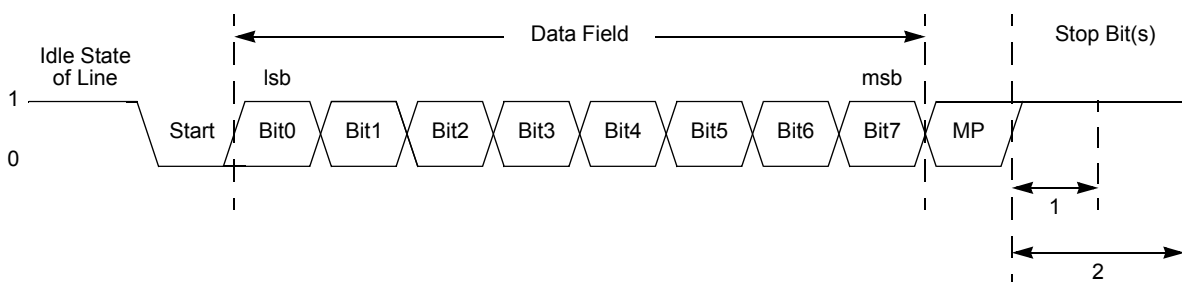 Data Field
Stop Bit(s)
Idle State
of Line
lsb
msb
1
Start
Bit0
Bit1
Bit2
Bit3
Bit4
Bit5
Bit6
Bit7
MP
0
1
2